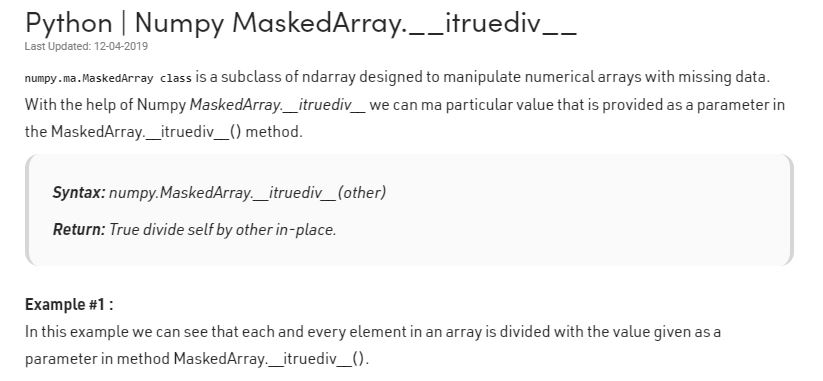 Python | Numpy MaskedArray.__itruediv__
Last Updated: 12-04-2019
numpy.ma.MaskedArray class is a subclass of ndarray designed to manipulate numerical arrays with missing data.
With the help of Numpy MaskedArray.__itruediv__ we can ma particular value that is provided as a parameter in
the MaskedArray.__itruediv__() method.
Syntax: numpy.MaskedArray.__itruediv__(other)
Return: True divide self by other in-place.
Example #1 :
In this example we can see that each and every element in an array is divided with the value given as a
parameter in method MaskedArray.__itruediv__().